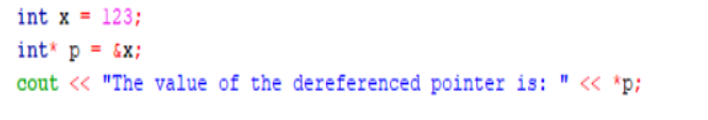 int x = 123;
int* p = &x;
cout << "The value of the dereferenced pointer is: " << *p;